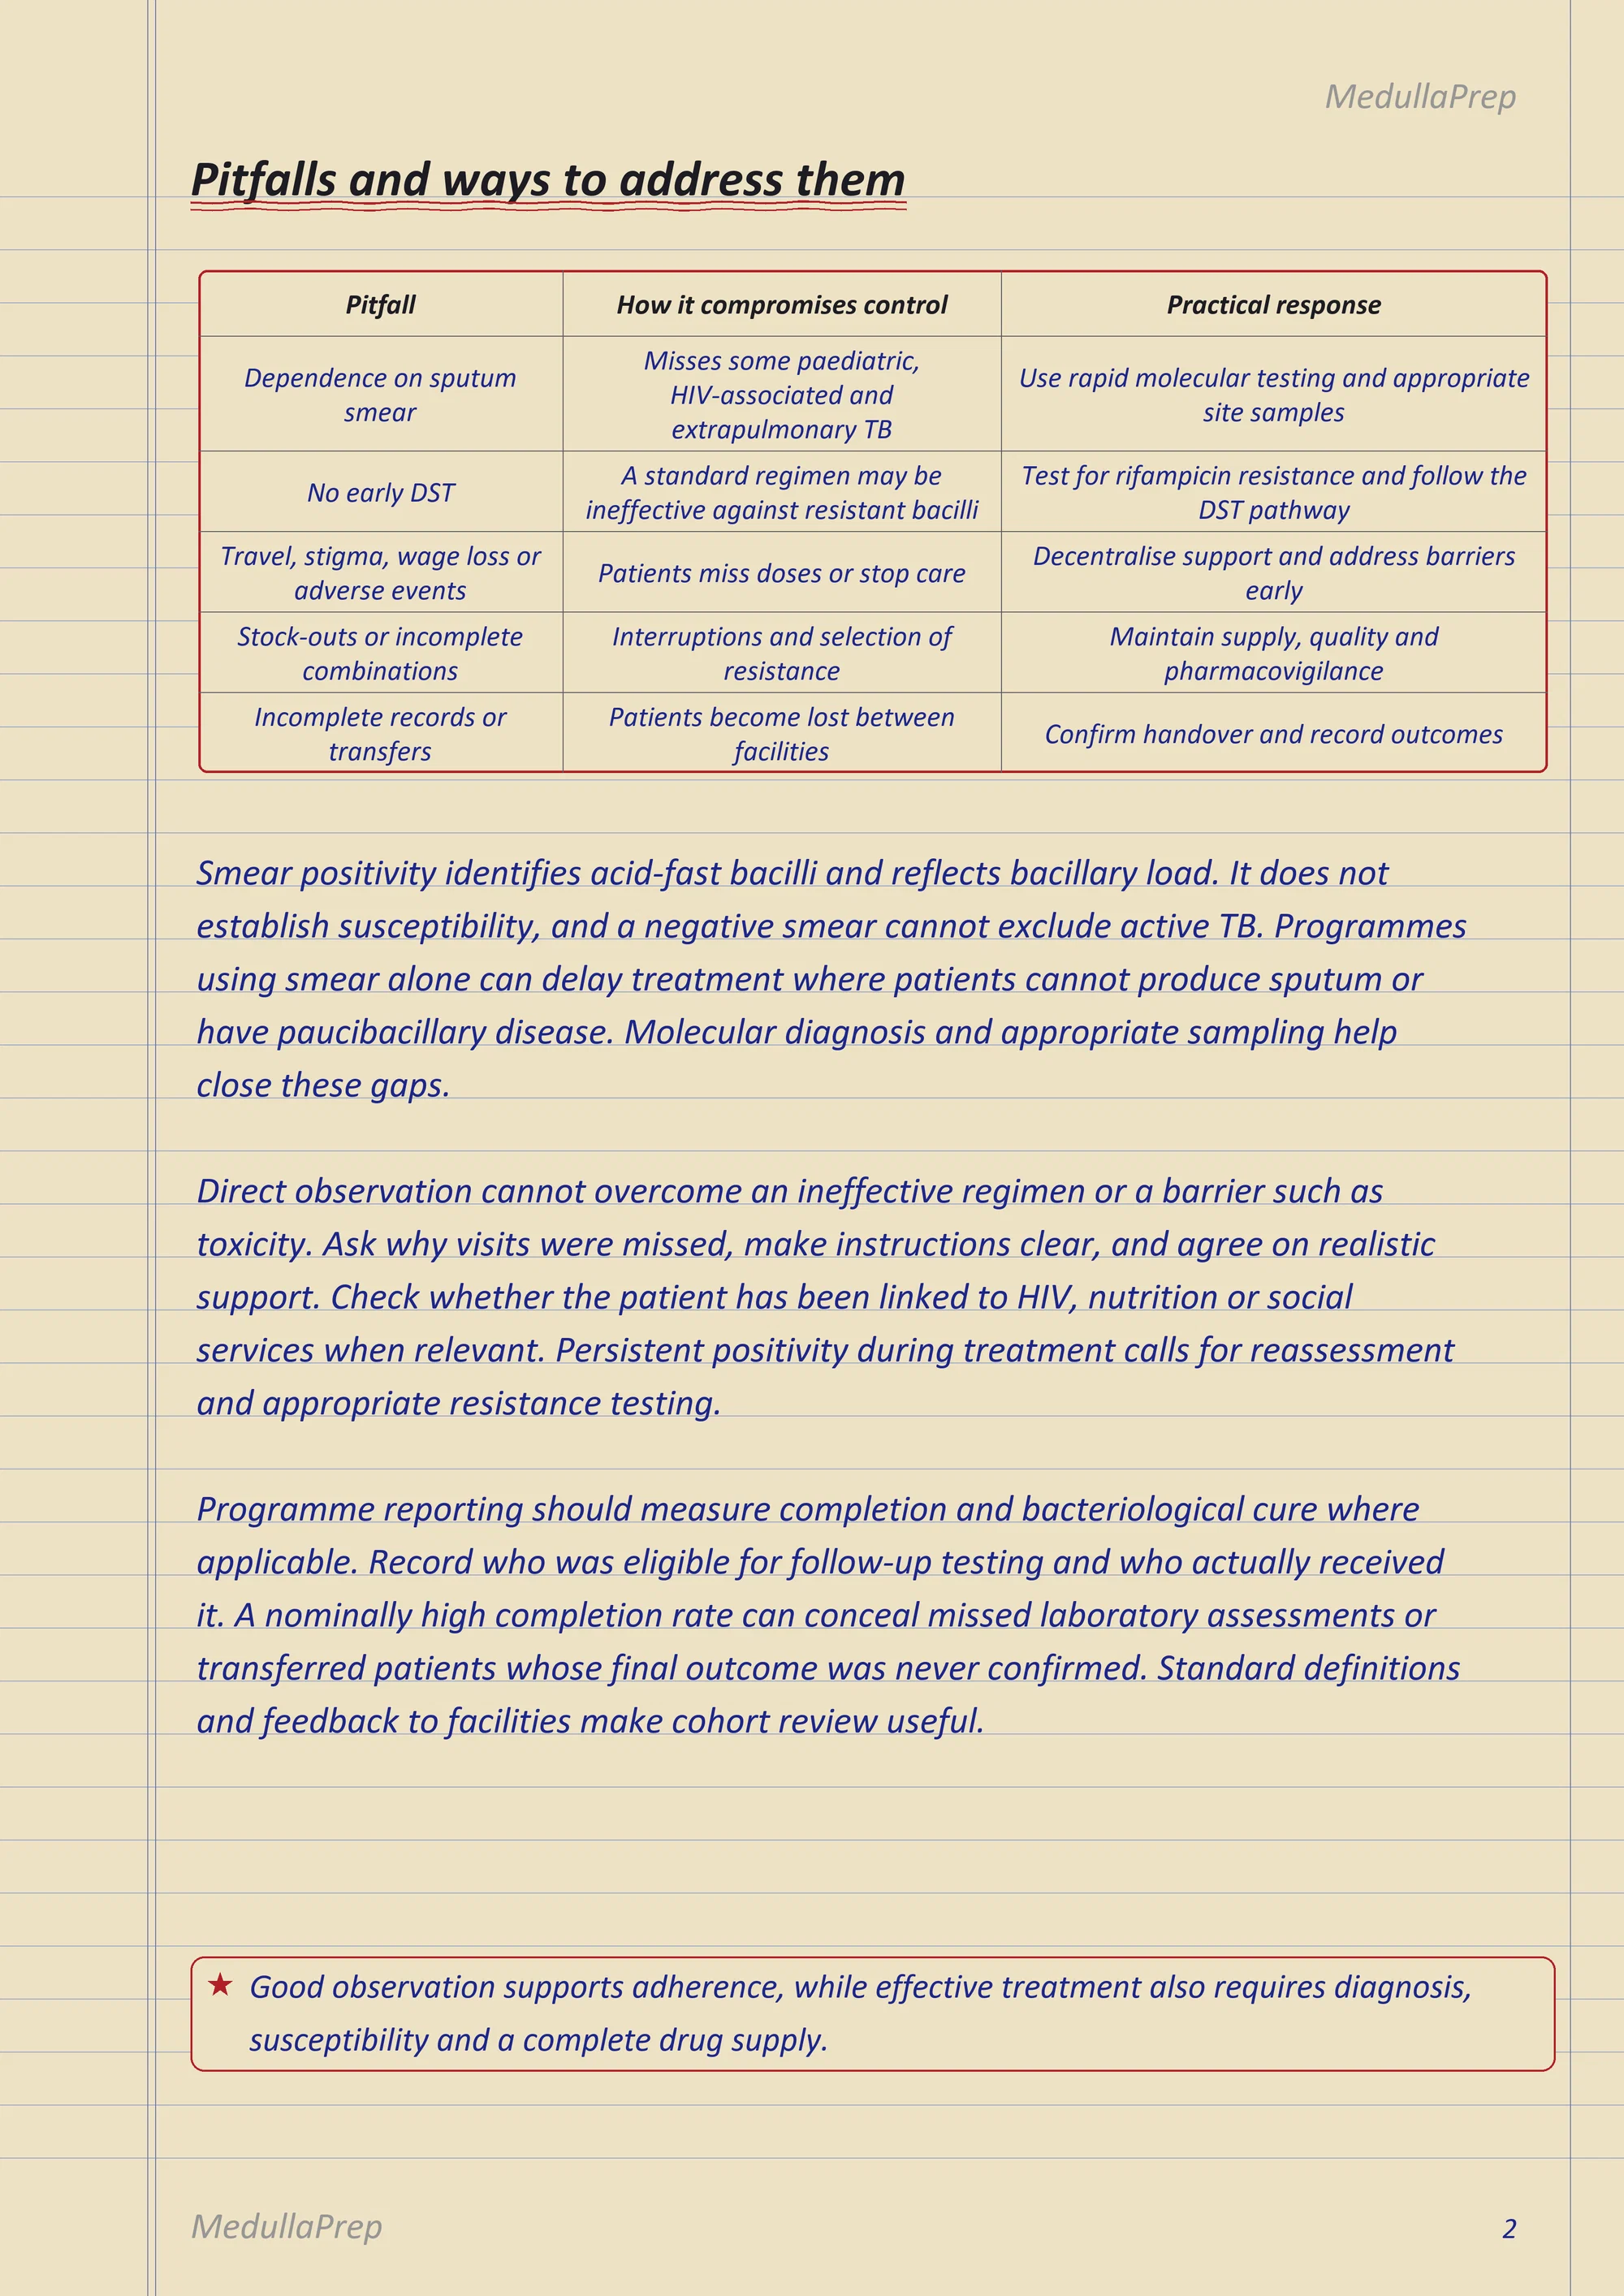 MedullaPrep
Pitfalls and ways to address them
Pitfall
How it compromises control
Practical response
Dependence on sputum
smear
Misses some paediatric,
HIV-associated and
extrapulmonary TB
Use rapid molecular testing and appropriate
site samples
No early DST
A standard regimen may be
ineffective against resistant bacilli
Test for rifampicin resistance and follow the
DST pathway
Travel, stigma, wage loss or
adverse events
Patients miss doses or stop care
Decentralise support and address barriers
early
Stock-outs or incomplete
combinations
Interruptions and selection of
resistance
Maintain supply, quality and
pharmacovigilance
Incomplete records or
transfers
Patients become lost between
facilities
Confirm handover and record outcomes
Smear positivity identifies acid-fast bacilli and reflects bacillary load. It does not
establish susceptibility, and a negative smear cannot exclude active TB. Programmes
using smear alone can delay treatment where patients cannot produce sputum or
have paucibacillary disease. Molecular diagnosis and appropriate sampling help
close these gaps.
Direct observation cannot overcome an ineffective regimen or a barrier such as
toxicity. Ask why visits were missed, make instructions clear, and agree on realistic
support. Check whether the patient has been linked to HIV, nutrition or social
services when relevant. Persistent positivity during treatment calls for reassessment
and appropriate resistance testing.
Programme reporting should measure completion and bacteriological cure where
applicable. Record who was eligible for follow-up testing and who actually received
it. A nominally high completion rate can conceal missed laboratory assessments or
transferred patients whose final outcome was never confirmed. Standard definitions
and feedback to facilities make cohort review useful.
★ Good observation supports adherence, while effective treatment also requires diagnosis,
susceptibility and a complete drug supply.
MedullaPrep
2